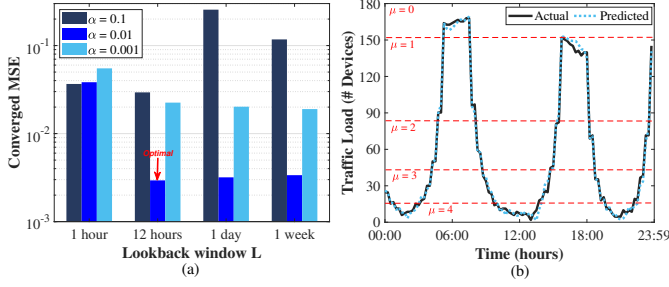 α = 0.1
α = 0.01
α = 0.001
Optimal
Converged MSE
10⁻¹
10⁻²
10⁻³
1 hour 12 hours 1 day 1 week
Lookback window L
(a)
Actual Predicted
μ = 0
μ = 1
μ = 2
μ = 3
μ = 4
Traffic Load (# Devices)
180
150
120
90
60
30
0
00:00 06:00 12:00 18:00 23:59
Time (hours)
(b)